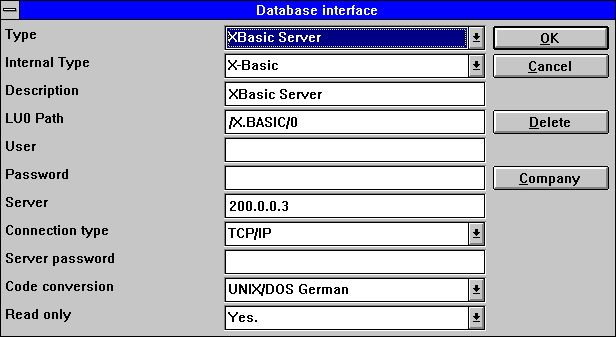 Database interface
Type XBasic Server OK
Internal Type X-Basic Cancel
Description XBasic Server
LU0 Path /X.BASIC/0 Delete
User
Password Company
Server 200.0.0.3
Connection type TCP/IP
Server password
Code conversion UNIX/DOS German
Read only Yes.